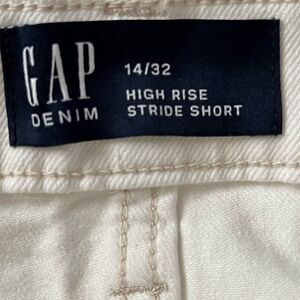 GAP
DENIM
14/32
HIGH RISE
STRIDE SHORT